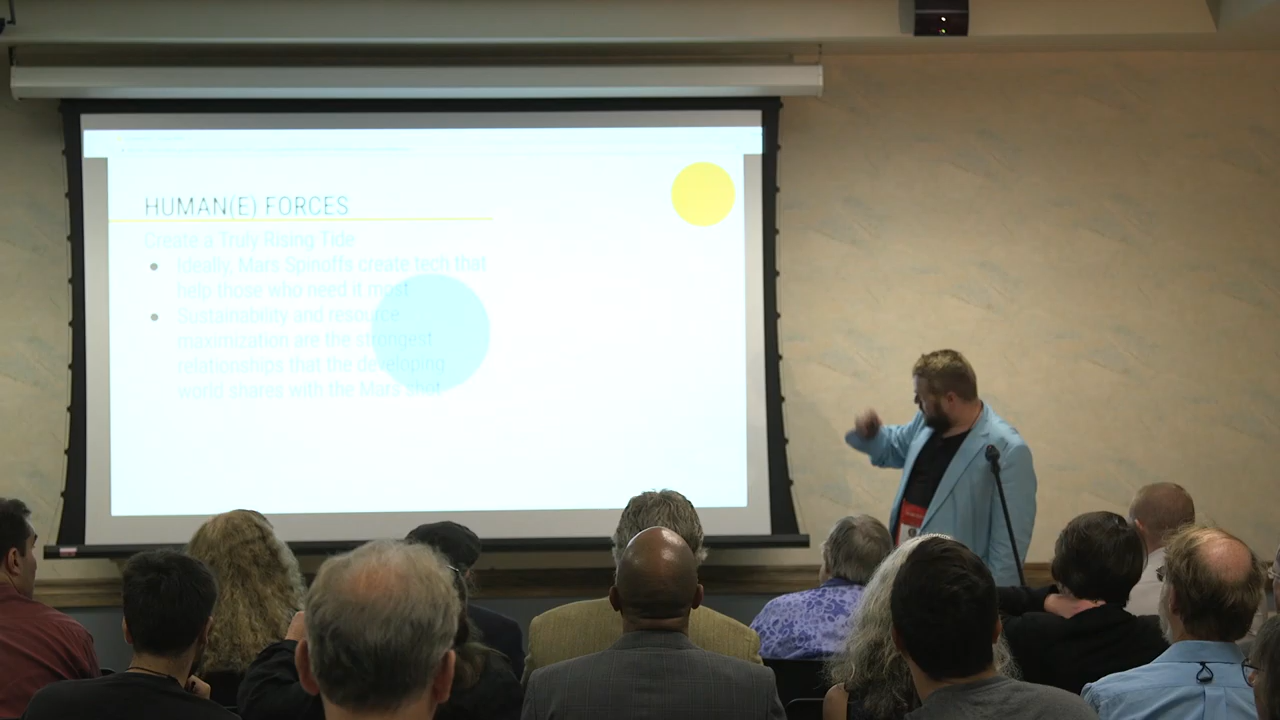 HUMAN(E) FORCES
Create a Truly Rising Tide
● Ideally, Mars Spinoffs create tech that
help those who need it most
● Sustainability and resource
maximization are the strongest
relationships that the developing
world shares with the Mars shot